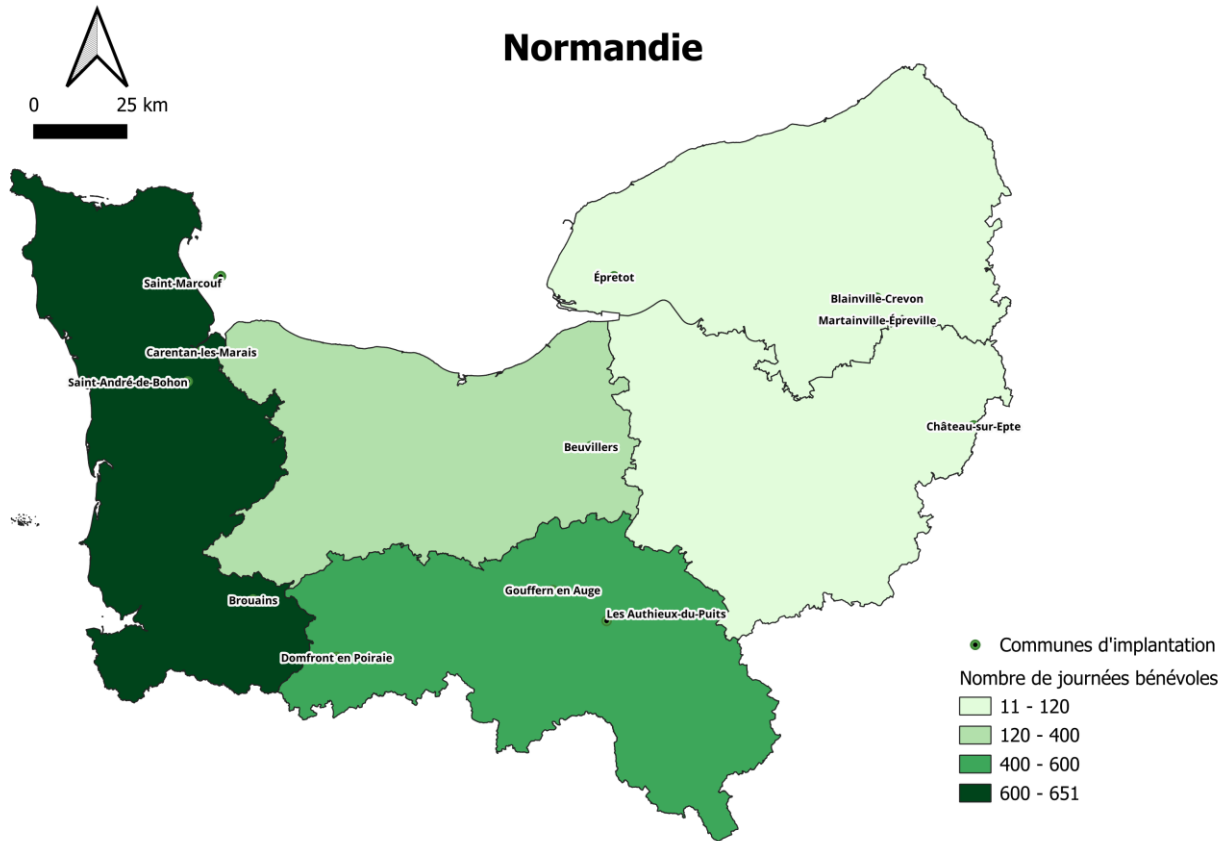 Normandie
0 25 km
Saint-Marcouf
Épretot
Blainville-Crevon
Martainville-Épreville
Carentan-les-Marais
Saint-André-de-Bohon
Château-sur-Epte
Beuvillers
Gouffern en Auge
Brouains
Les Authieux-du-Puits
Domfront en Poiraie
Communes d'implantation
Nombre de journées bénévoles
11 - 120
120 - 400
400 - 600
600 - 651